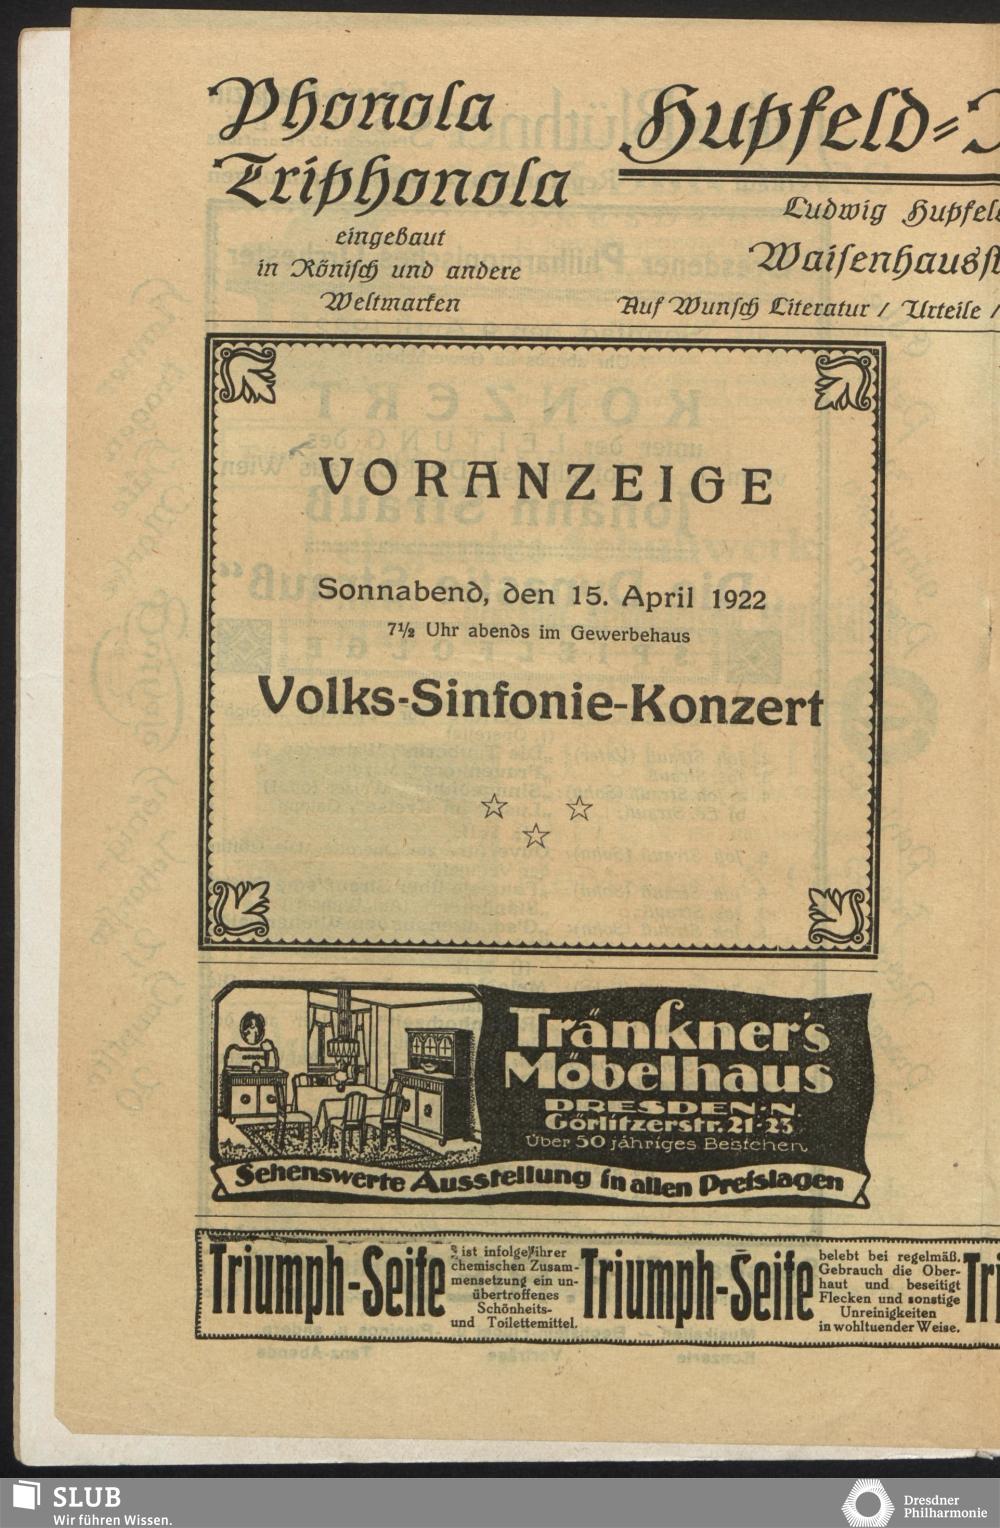 Phonola
Triphonola
eingebaut
in Rönisch und andere
Weltmarken
Hupfeld-
Ludwig Hupfeld
Waisenhausst
Auf Wunsch Literatur / Urteile /
VORANZEIGE
Sonnabend, den 15. April 1922
7½ Uhr abends im Gewerbehaus
Volks-Sinfonie-Konzert
Tränkner's
Möbelhaus
DRESDEN-N.
Görlitzerstr. 21-23
Über 50 jähriges Bestehen
Sehenswerte Ausstellung in allen Preislagen
Triumph-Seife
ist infolge ihrer
chemischen Zusam-
mensetzung ein un-
übertroffenes
Schönheits-
und Toilettemittel.
Triumph-Seife
belebt bei regelmäß.
Gebrauch die Ober-
haut und beseitigt
Flecken und sonstige
Unreinigkeiten
in wohltuender Weise.
Tri
SLUB
Wir führen Wissen.
Dresdner
Philharmonie